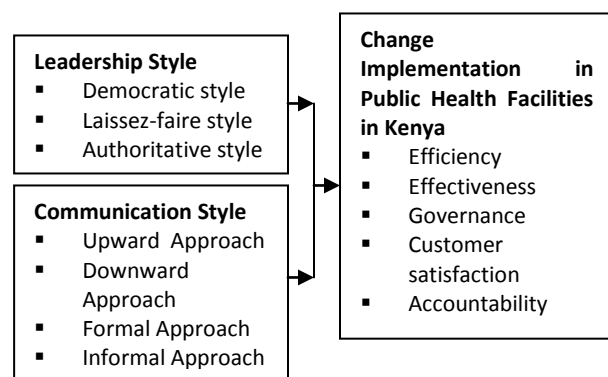 Leadership Style
▪ Democratic style
▪ Laissez-faire style
▪ Authoritative style
Communication Style
▪ Upward Approach
▪ Downward
Approach
▪ Formal Approach
▪ Informal Approach
Change
Implementation in
Public Health Facilities
in Kenya
▪ Efficiency
▪ Effectiveness
▪ Governance
▪ Customer
satisfaction
▪ Accountability